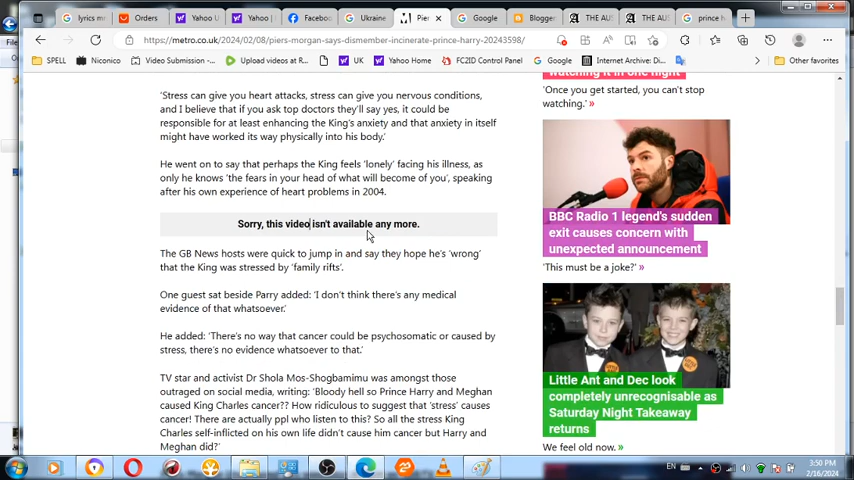 lyrics m
Orders
Yahoo U
Yahoo |
Faceboo
Ukraine
Piers
Google
Blogger
THE AUS
THE AUS
prince h
https://metro.co.uk/2024/02/08/piers-morgan-says-dismember-incinerate-prince-harry-20243598/
SPELL
Niconico
Video Submission -...
Upload videos at R...
UK
Yahoo Home
FCZID Control Panel
Google
Internet Archive: Di...
Other favorites
'Stress can give you heart attacks, stress can give you nervous conditions,
and I believe that if you ask top doctors they'll say yes, it could be
responsible for at least enhancing the King's anxiety and that anxiety in itself
might have worked its way physically into his body.'
He went on to say that perhaps the King feels 'lonely' facing his illness, as
only he knows 'the fears in your head of what will become of you', speaking
after his own experience of heart problems in 2004.
Sorry, this video isn't available any more.
The GB News hosts were quick to jump in and say they hope he's 'wrong'
that the King was stressed by 'family rifts'.
One guest sat beside Parry added: 'I don't think there's any medical
evidence of that whatsoever.'
He added: 'There's no way that cancer could be psychosomatic or caused by
stress, there's no evidence whatsoever to that.'
TV star and activist Dr Shola Mos-Shogbamimu was amongst those
outraged on social media, writing: 'Bloody hell so Prince Harry and Meghan
caused King Charles cancer?? How ridiculous to suggest that 'stress' causes
cancer! There are actually ppl who listen to this? So all the stress King
Charles self-inflicted on his own life didn't cause him cancer but Harry and
Meghan did?'
watching it in one night
'Once you get started, you can't stop
watching.' »
BBC Radio 1 legend's sudden
exit causes concern with
unexpected announcement
'This must be a joke?' »
Little Ant and Dec look
completely unrecognisable as
Saturday Night Takeaway
returns
We feel old now. »
EN
3:50 PM
2/16/2024